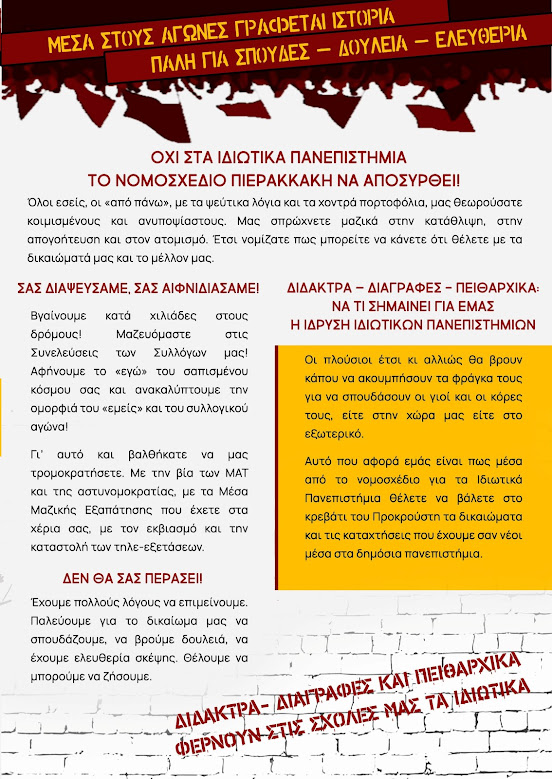 ΜΕΣΑ ΣΤΟΥΣ ΑΓΩΝΕΣ ΓΡΑΦΕΤΑΙ ΙΣΤΟΡΙΑ
ΠΑΛΗ ΓΙΑ ΣΠΟΥΔΕΣ – ΔΟΥΛΕΙΑ – ΕΛΕΥΘΕΡΙΑ
ΟΧΙ ΣΤΑ ΙΔΙΩΤΙΚΑ ΠΑΝΕΠΙΣΤΗΜΙΑ
ΤΟ ΝΟΜΟΣΧΕΔΙΟ ΠΙΕΡΑΚΚΑΚΗ ΝΑ ΑΠΟΣΥΡΘΕΙ!
Όλοι εσείς, οι «από πάνω», με τα ψεύτικα λόγια και τα χοντρά πορτοφόλια, μας θεωρούσατε
κοιμισμένους και ανυποψίαστους. Μας σπρώχνετε μαζικά στην κατάθλιψη, στην
απογοήτευση και στον ατομισμό. Έτσι νομίζατε πως μπορείτε να κάνετε ότι θέλετε με τα
δικαιώματά μας και το μέλλον μας.
ΣΑΣ ΔΙΑΨΕΥΣΑΜΕ, ΣΑΣ ΑΙΦΝΙΔΙΑΣΑΜΕ!
Βγαίνουμε κατά χιλιάδες στους
δρόμους! Μαζευόμαστε στις
Συνελεύσεις των Συλλόγων μας!
Αφήνουμε το «εγώ» του σαπισμένου
κόσμου σας και ανακαλύπτουμε την
ομορφιά του «εμείς» και του συλλογικού
αγώνα!
Γι' αυτό και βαλθήκατε να μας
τρομοκρατήσετε. Με την βία των ΜΑΤ
και της αστυνομοκρατίας, με τα Μέσα
Μαζικής Εξαπάτησης που έχετε στα
χέρια σας, με τον εκβιασμό και την
καταστολή των τηλε-εξετάσεων.
ΔΕΝ ΘΑ ΣΑΣ ΠΕΡΑΣΕΙ!
Έχουμε πολλούς λόγους να επιμείνουμε.
Παλεύουμε για το δικαίωμα μας να
σπουδάζουμε, να βρούμε δουλειά, να
έχουμε ελευθερία σκέψης. Θέλουμε να
μπορούμε να ζήσουμε.
ΔΙΔΑΚΤΡΑ – ΔΙΑΓΡΑΦΕΣ – ΠΕΙΘΑΡΧΙΚΑ:
ΝΑ ΤΙ ΣΗΜΑΙΝΕΙ ΓΙΑ ΕΜΑΣ
Η ΙΔΡΥΣΗ ΙΔΙΩΤΙΚΩΝ ΠΑΝΕΠΙΣΤΗΜΙΩΝ
Οι πλούσιοι έτσι κι αλλιώς θα βρουν
κάπου να ακουμπήσουν τα φράγκα τους
για να σπουδάσουν οι γιοί και οι κόρες
τους, είτε στην χώρα μας είτε στο
εξωτερικό.
Αυτό που αφορά εμάς είναι πως μέσα
από το νομοσχέδιο για τα Ιδιωτικά
Πανεπιστήμια θέλετε να βάλετε στο
κρεβάτι του Προκρούστη τα δικαιώματα
και τις κατακτήσεις που έχουμε σαν νέοι
μέσα στα δημόσια πανεπιστήμια.
ΔΙΔΑΚΤΡΑ- ΔΙΑΓΡΑΦΕΣ ΚΑΙ ΠΕΙΘΑΡΧΙΚΑ
ΦΕΡΝΟΥΝ ΣΤΙΣ ΣΧΟΛΕΣ ΜΑΣ ΤΑ ΙΔΙΩΤΙΚΑ